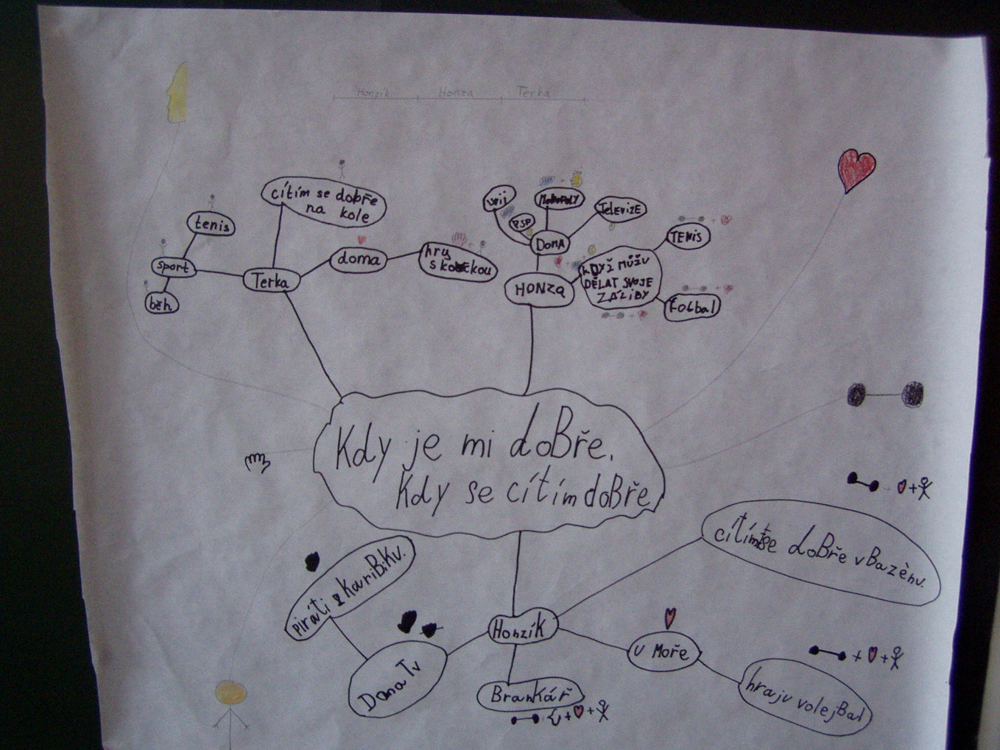 Honzík Honza Terka
cítím se dobře
na kole
tenis
sport
běh
Terka
doma
hry
s kočkou
wii
PSP
MONOPOLY
TELEVIZE
DOMA
HONZA
KDYŽ MŮŽU
DĚLAT SVOJE
ZÁLIBY
TENIS
Fotbal
Kdy je mi doBře.
Kdy se cítím doBře
cítím se doBře v Bazénu.
piráti z KariBiKu.
Doma Tv
Honzík
Brankář
U Moře
hraju volejBal